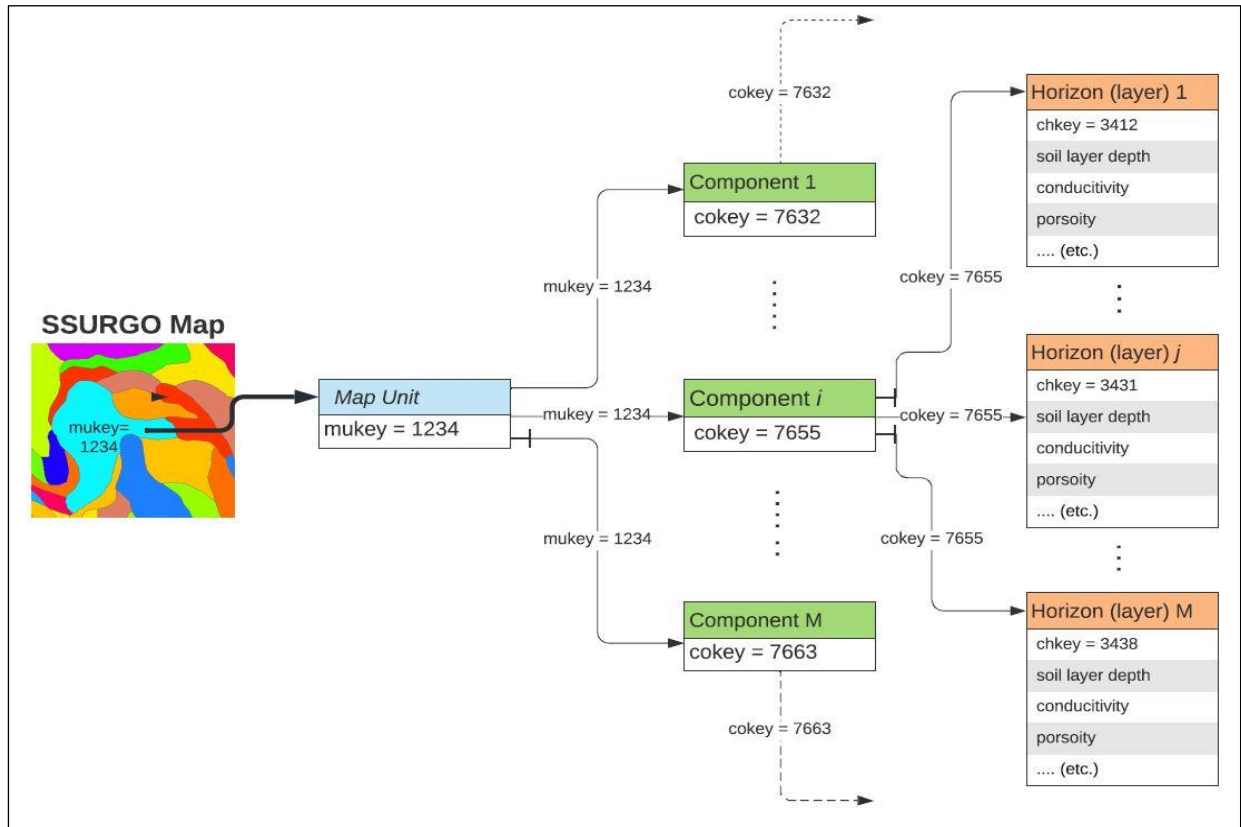 SSURGO Map
mukey=
1234
Map Unit
mukey = 1234
mukey = 1234
mukey = 1234
mukey = 1234
cokey = 7632
Component 1
cokey = 7632
Component i
cokey = 7655
Component M
cokey = 7663
cokey = 7663
cokey = 7655
cokey = 7655
cokey = 7655
Horizon (layer) 1
chkey = 3412
soil layer depth
conducitivity
porsoity
.... (etc.)
Horizon (layer) j
chkey = 3431
soil layer depth
conducitivity
porsoity
.... (etc.)
Horizon (layer) M
chkey = 3438
soil layer depth
conducitivity
porsoity
.... (etc.)